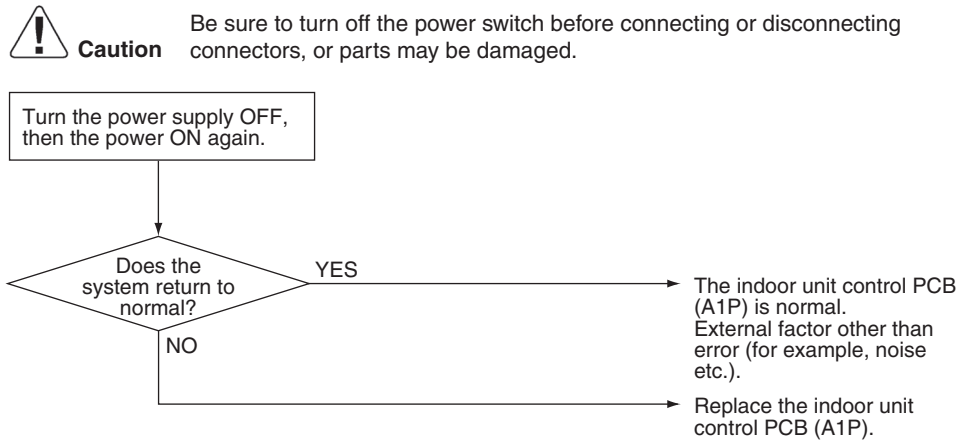 Caution
Be sure to turn off the power switch before connecting or disconnecting
connectors, or parts may be damaged.
Turn the power supply OFF,
then the power ON again.
Does the
system return to
normal?
YES
The indoor unit control PCB
(A1P) is normal.
External factor other than
error (for example, noise
etc.).
NO
Replace the indoor unit
control PCB (A1P).